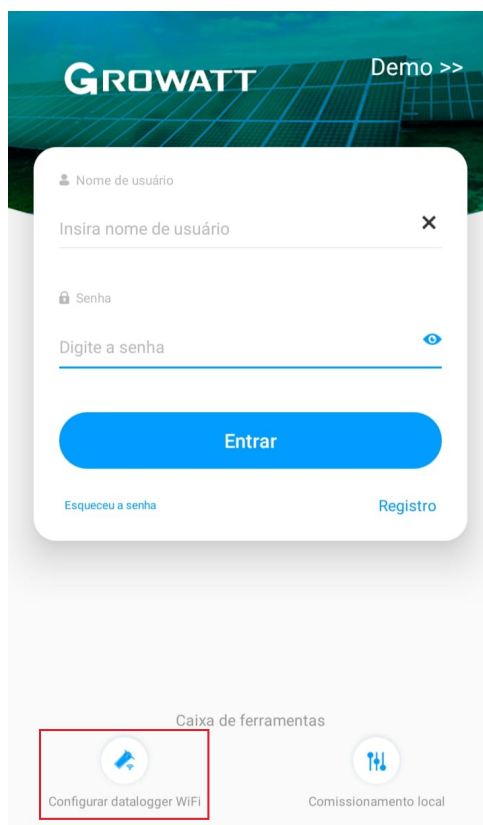 GROWATT
Demo >>
Nome de usuário
Insira nome de usuário
Senha
Digite a senha
Entrar
Esqueceu a senha
Registro
Caixa de ferramentas
Configurar datalogger WiFi
Comissionamento local